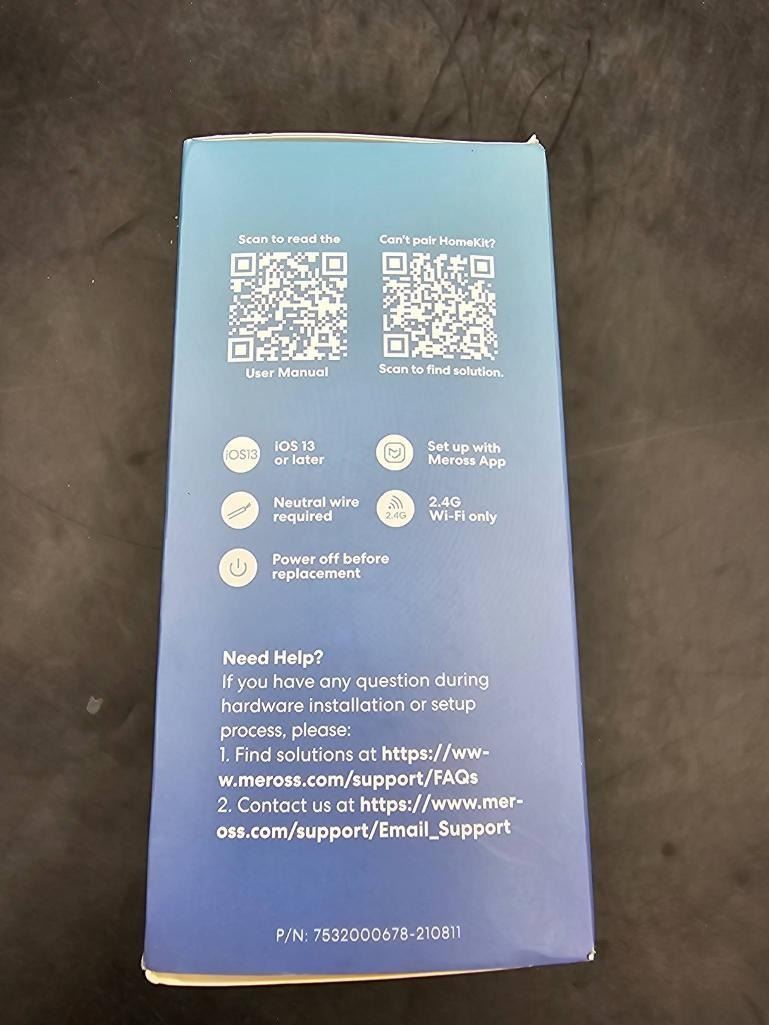 Scan to read the
User Manual
Can't pair HomeKit?
Scan to find solution.
iOS13
iOS 13
or later
Set up with
Meross App
Neutral wire
required
2.4G
2.4G
Wi-Fi only
Power off before
replacement
Need Help?
If you have any question during
hardware installation or setup
process, please:
1. Find solutions at https://ww-
w.meross.com/support/FAQs
2. Contact us at https://www.mer-
oss.com/support/Email_Support
P/N: 7532000678-210811